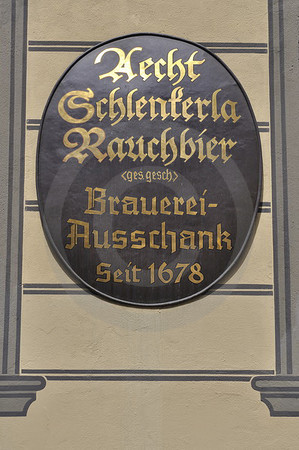 Aecht
Schlenkerla
Rauchbier
<ges.gesch>
Brauerei-
Ausschank
Seit 1678